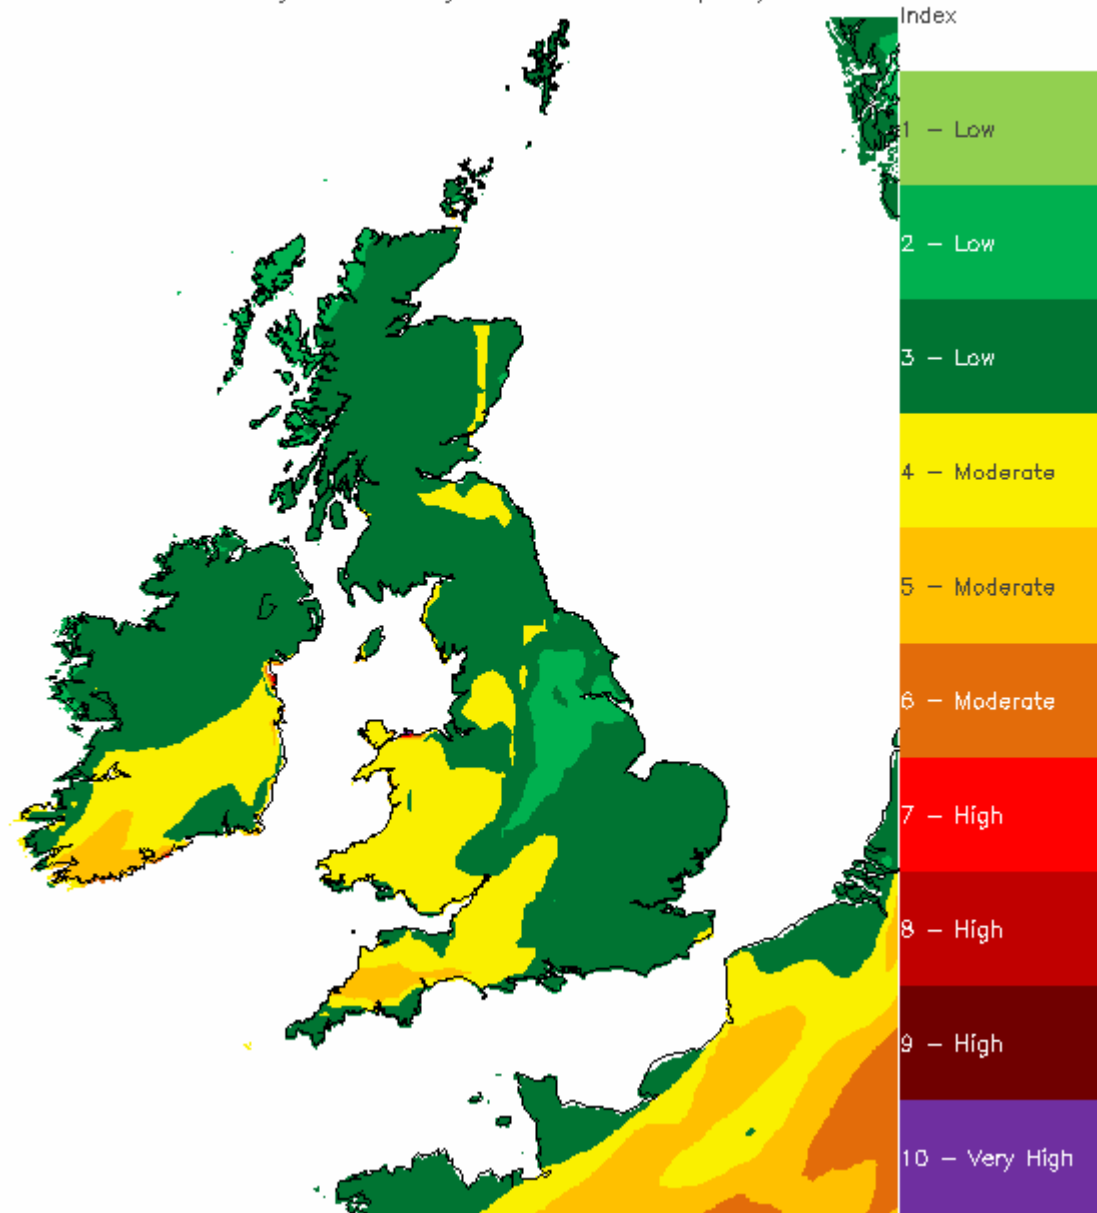 Index
1 – Low
2 – Low
3 – Low
4 – Moderate
5 – Moderate
6 – Moderate
7 – High
8 – High
9 – High
10 – Very High